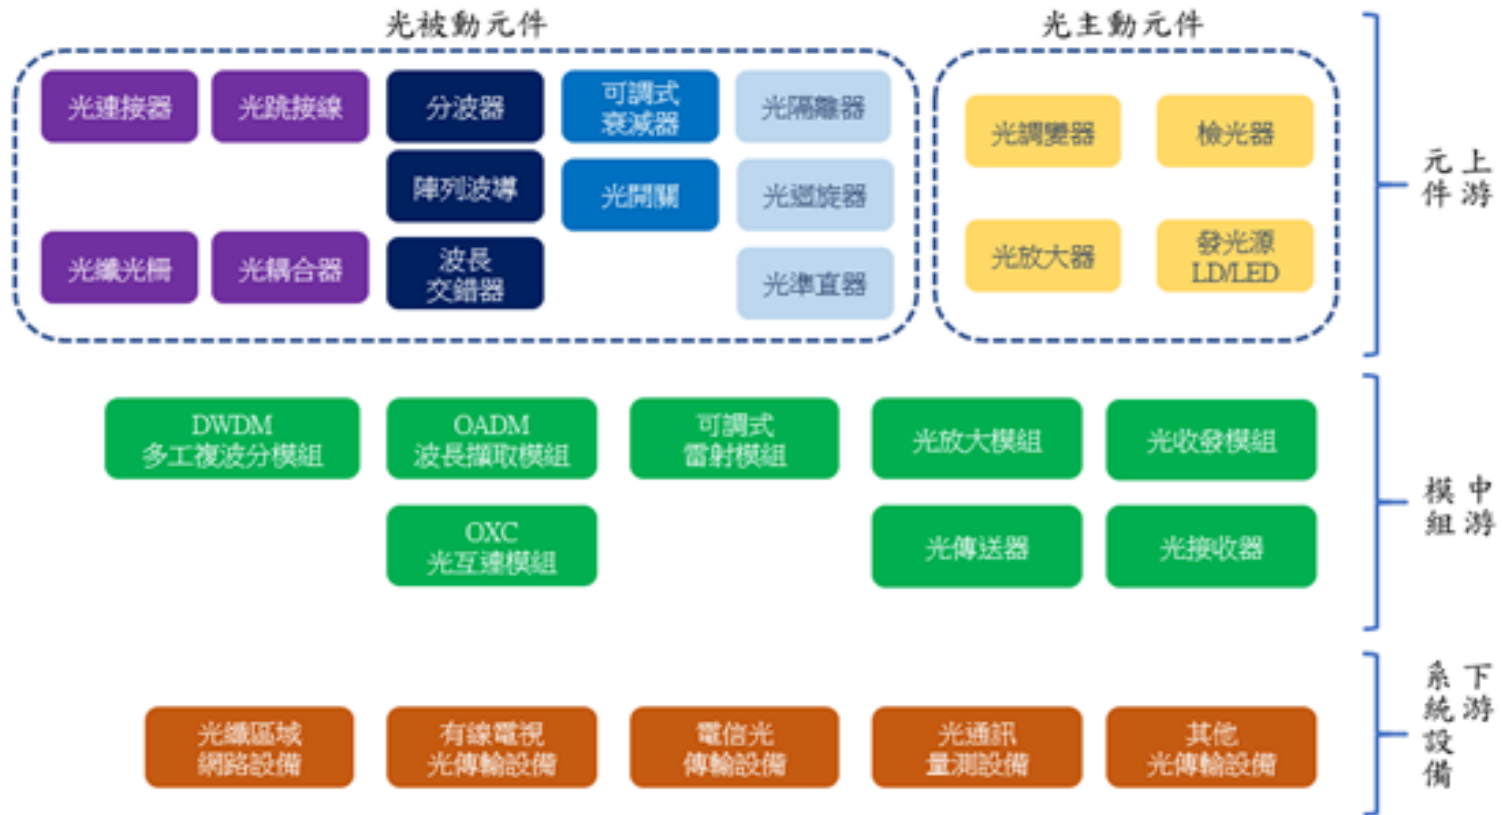 光被動元件
光主動元件
光連接器
光跳接線
分波器
可調式
衰減器
光隔離器
光調變器
檢光器
陣列波導
光開關
光迴旋器
光纖光柵
光耦合器
波長
交錯器
光準直器
光放大器
發光源
LD/LED
上游
元件
DWDM
多工複波分模組
OADM
波長擷取模組
可調式
雷射模組
光放大模組
光收發模組
OXC
光互連模組
光傳送器
光接收器
中游
模組
光纖區域
網路設備
有線電視
光傳輸設備
電信光
傳輸設備
光通訊
量測設備
其他
光傳輸設備
下游
系統設備